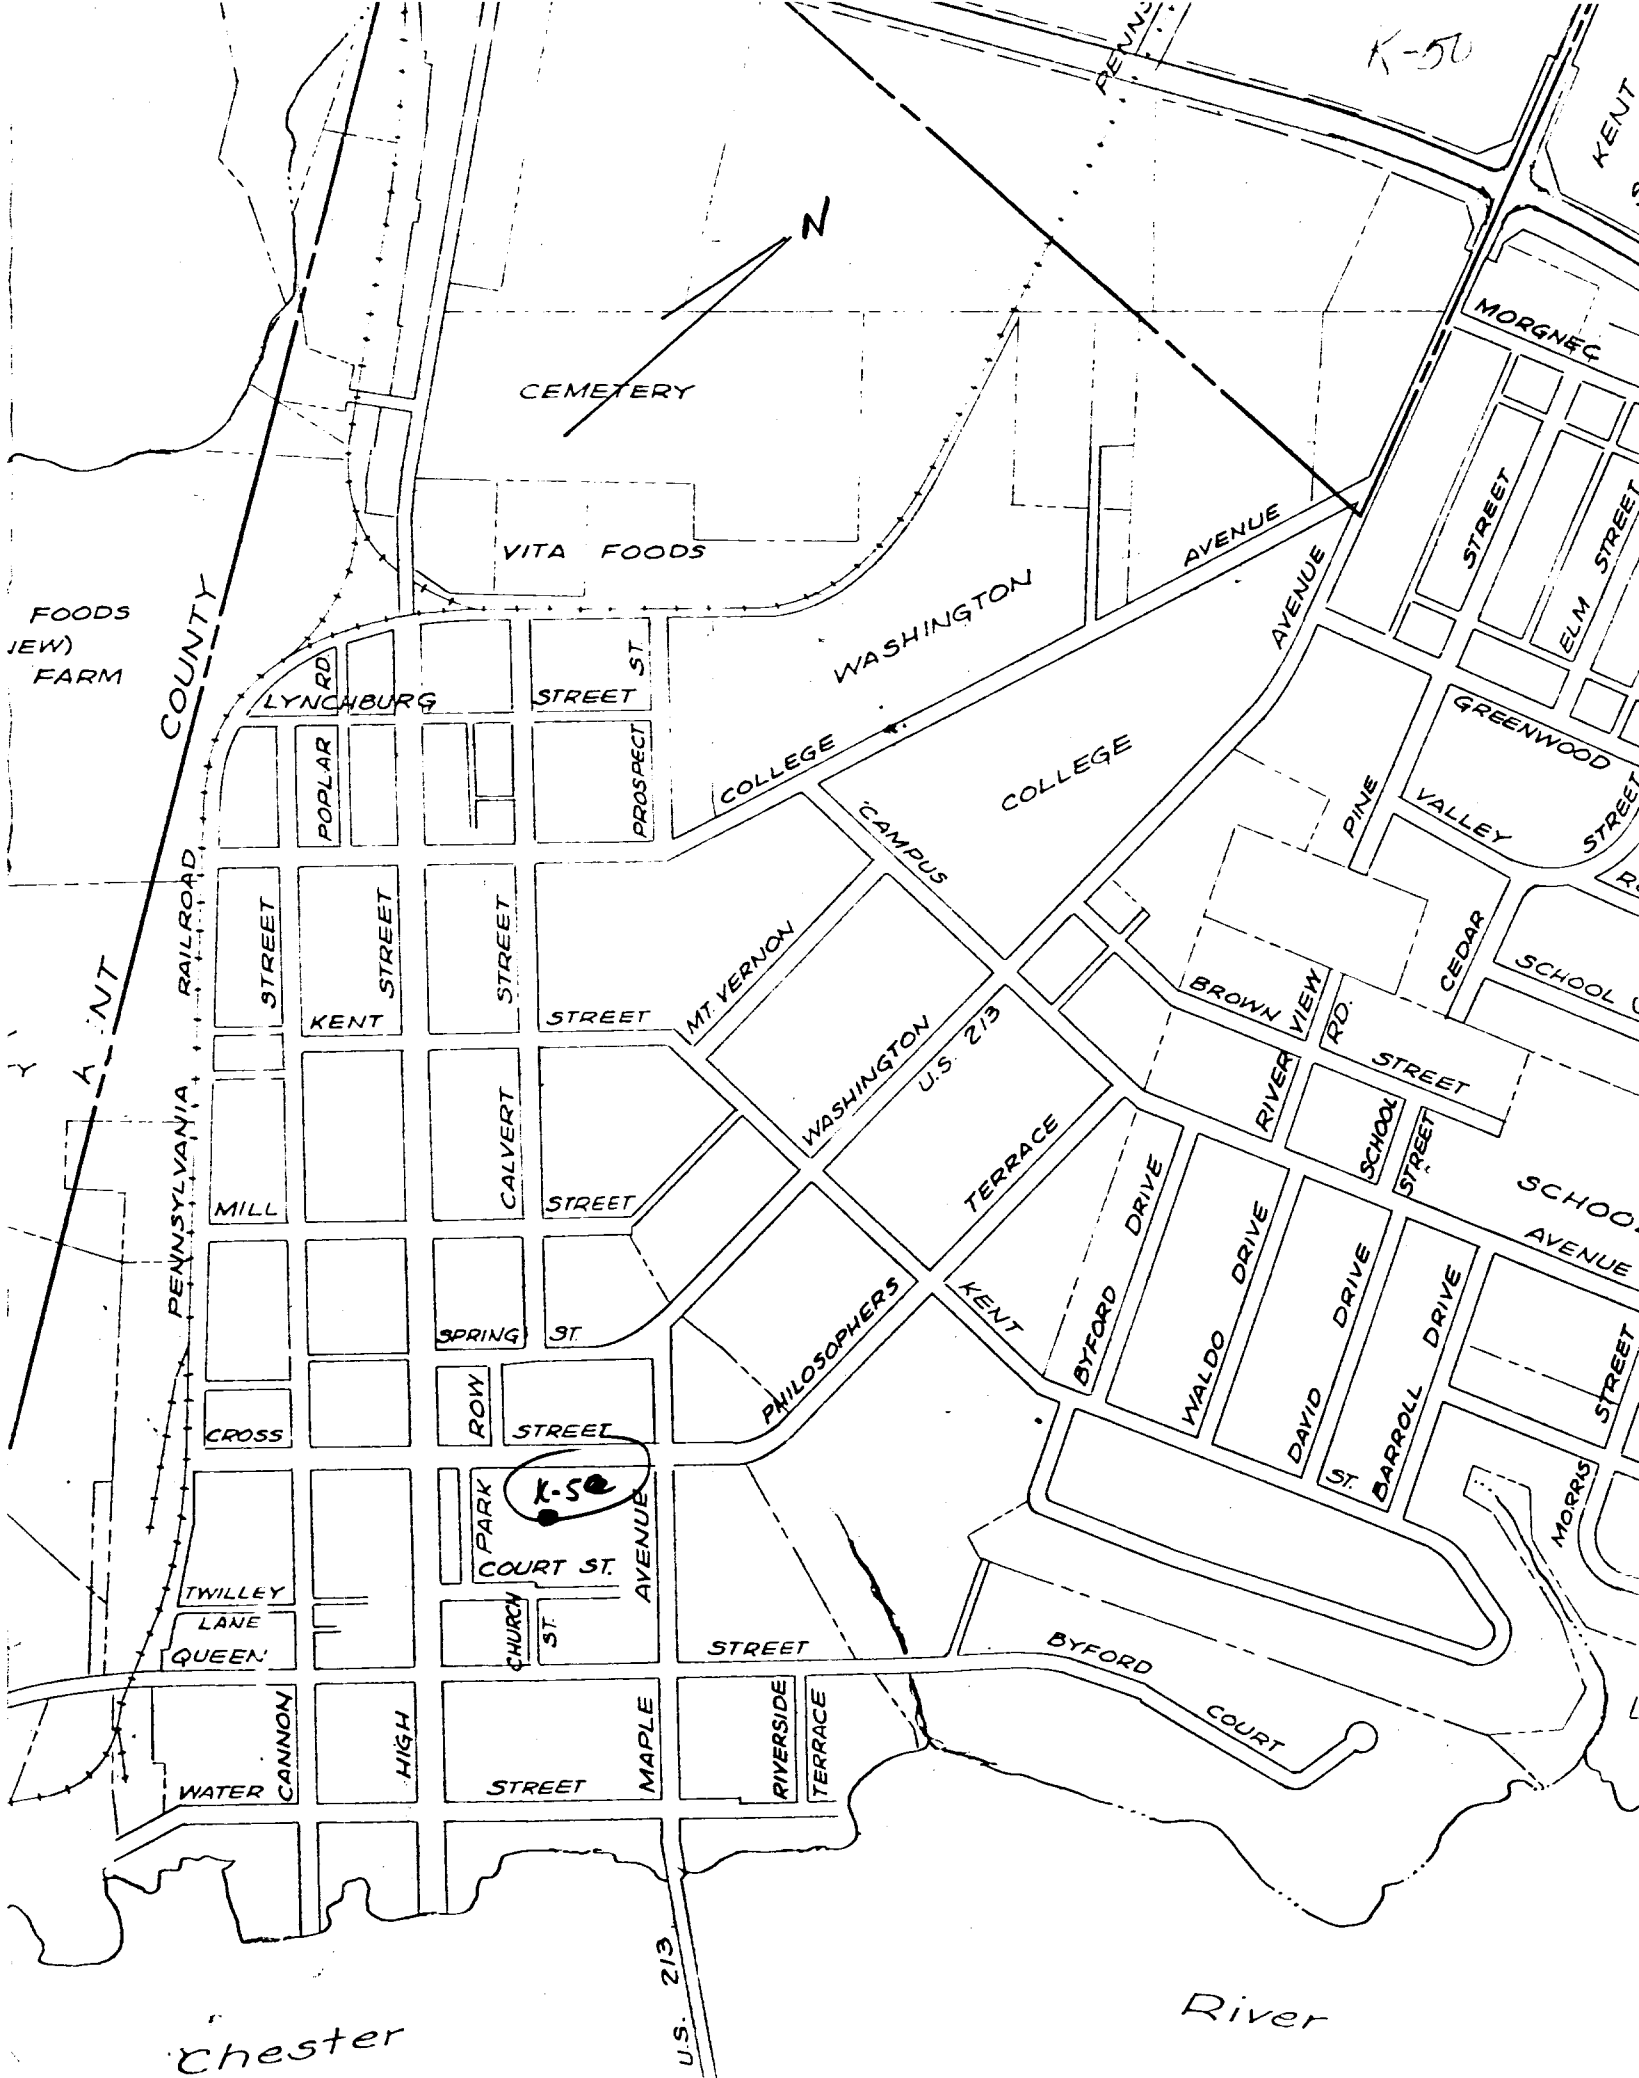 PENNS
K-50
KENT
N
MORGNEC
CEMETERY
STREET
STREET
ELM
VITA FOODS
AVENUE
AVENUE
WASHINGTON
COUNTY
FOODS
FARM
RD.
ST.
LYNCHBURG STREET
GREENWOOD
POPLAR
PROSPECT
COLLEGE
COLLEGE
CAMPUS
PINE
VALLEY
STREET
RAILROAD
STREET
STREET
STREET
MT. VERNON
CEDAR
SCHOOL
KENT STREET
BROWN
VIEW
RD.
STREET
WASHINGTON
U.S. 213
RIVER
SCHOOL
STREET
SCHOO
AVENUE
PENNSYLVANIA
CALVERT
MILL STREET
TERRACE
DRIVE
DRIVE
DRIVE
DRIVE
SPRING ST.
PHILOSOPHERS
KENT
BYFORD
WALDO
DAVID
BARROLL
STREET
ROW
CROSS STREET
ST.
MORRIS
PARK
K-50
AVENUE
COURT ST.
TWILLEY
LANE
CHURCH
ST.
QUEEN STREET
BYFORD
COURT
CANNON
HIGH
MAPLE
RIVERSIDE
TERRACE
WATER STREET
U.S. 213
Chester River